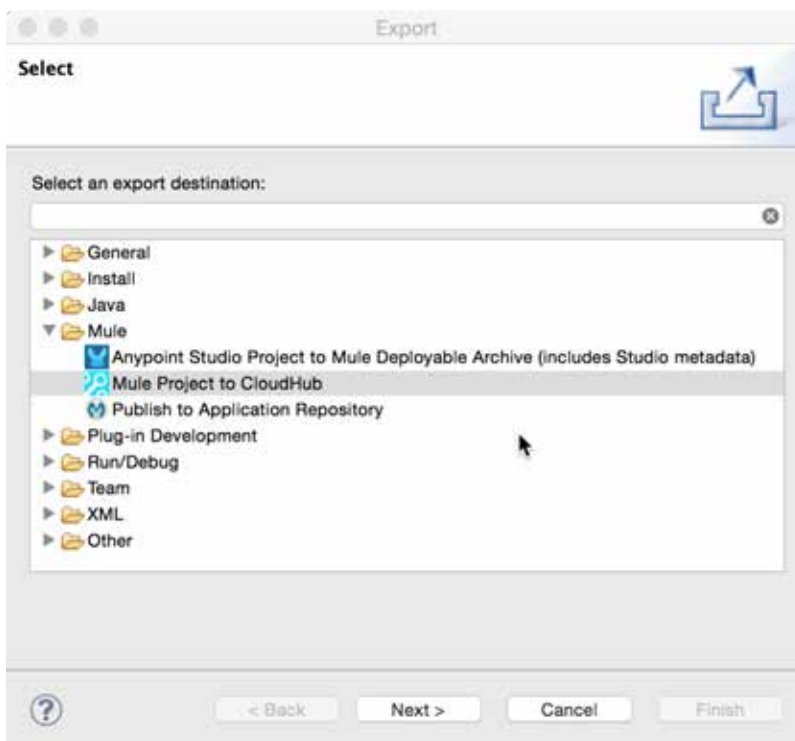 Export
Select
Select an export destination:
General
Install
Java
Mule
Anypoint Studio Project to Mule Deployable Archive (includes Studio metadata)
Mule Project to CloudHub
Publish to Application Repository
Plug-in Development
Run/Debug
Team
XML
Other
?
< Back Next > Cancel Finish